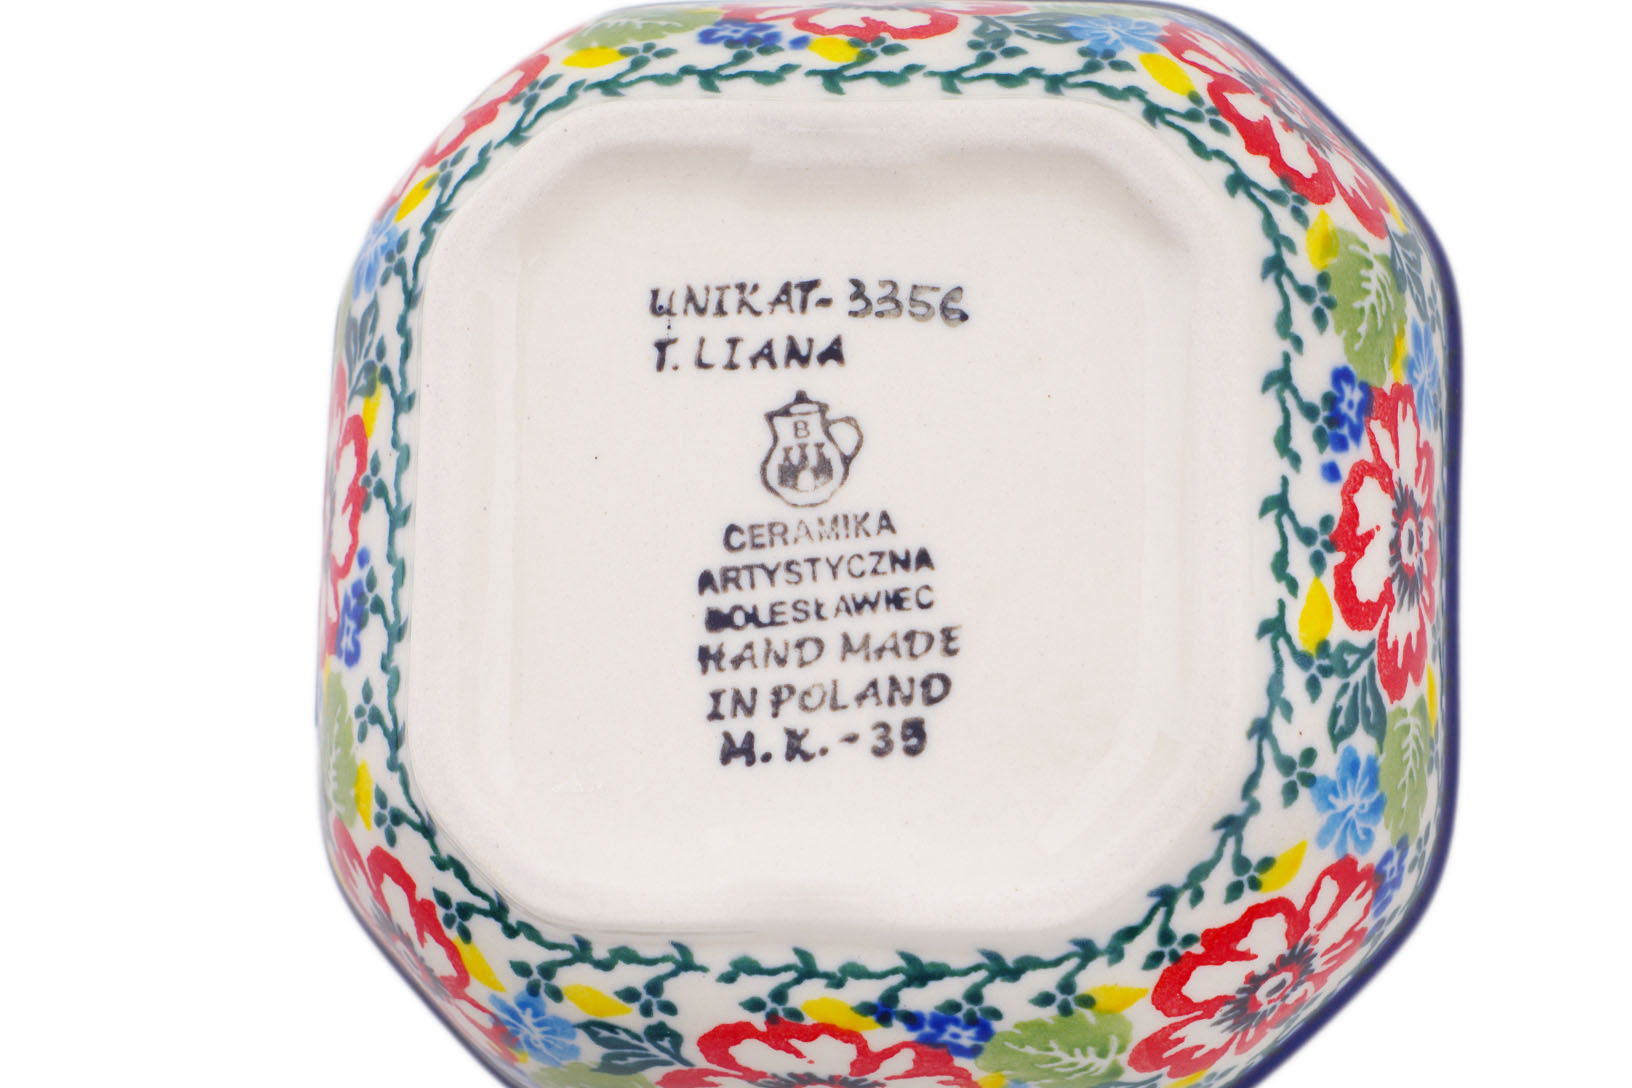 UNIKAT-3356
T. LIANA
B
CERAMIKA
ARTYSTYCZNA
BOLESŁAWIEC
HAND MADE
IN POLAND
M.K.-35